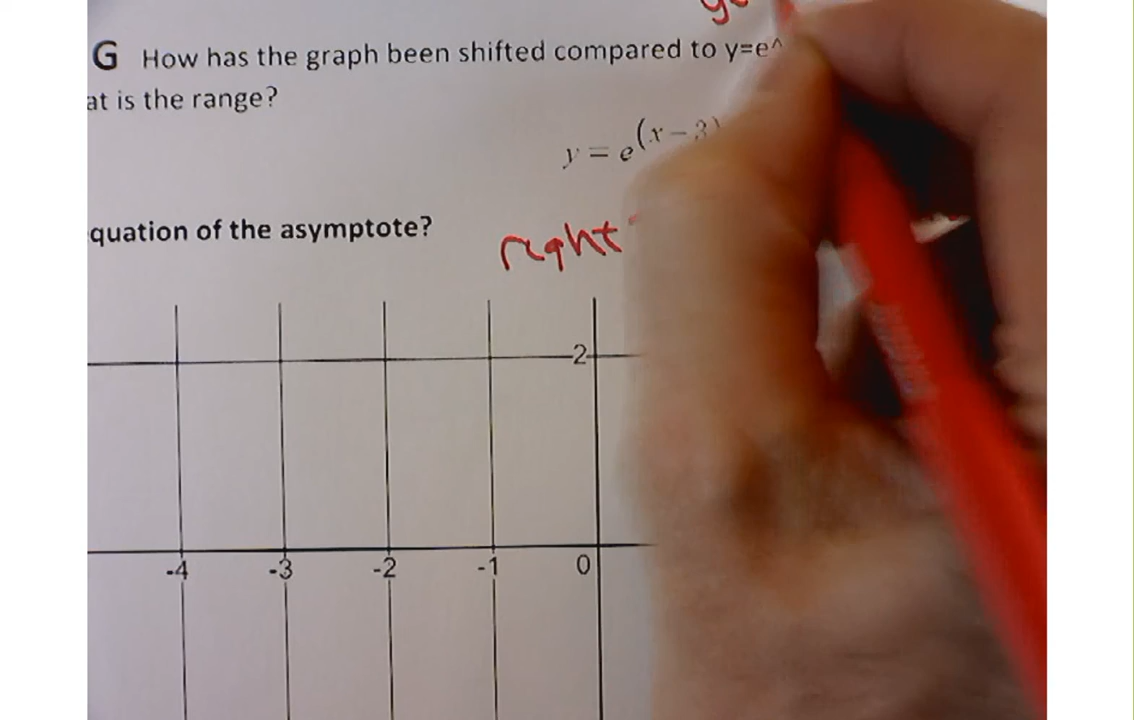 G How has the graph been shifted compared to y=e^
at is the range?
y = e^(x - 3)
quation of the asymptote?
right
2
-4 -3 -2 -1 0